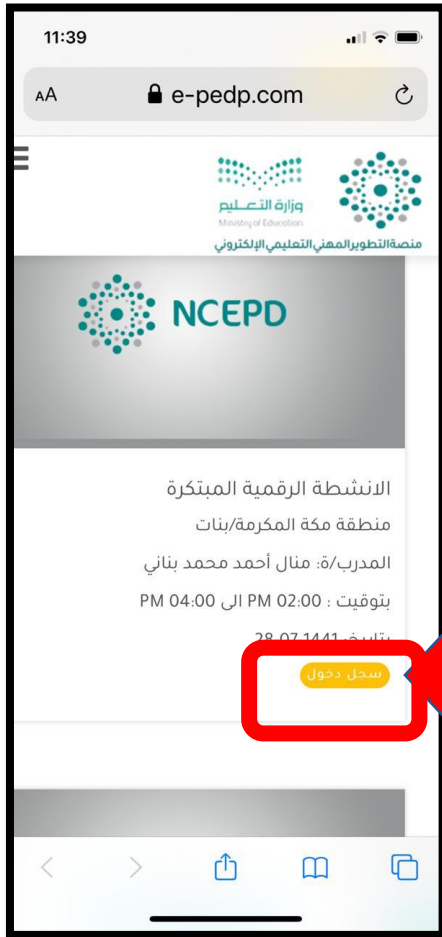 11:39
AA e-pedp.com
وزارة التعليم
Ministry of Education
منصة التطوير المهني التعليمي الإلكتروني
NCEPD
الانشطة الرقمية المبتكرة
منطقة مكة المكرمة/بنات
المدرب/ة: منال أحمد محمد بناني
بتوقيت : 02:00 PM الى 04:00 PM
بتاريخ 28-07-1441
سجل دخول